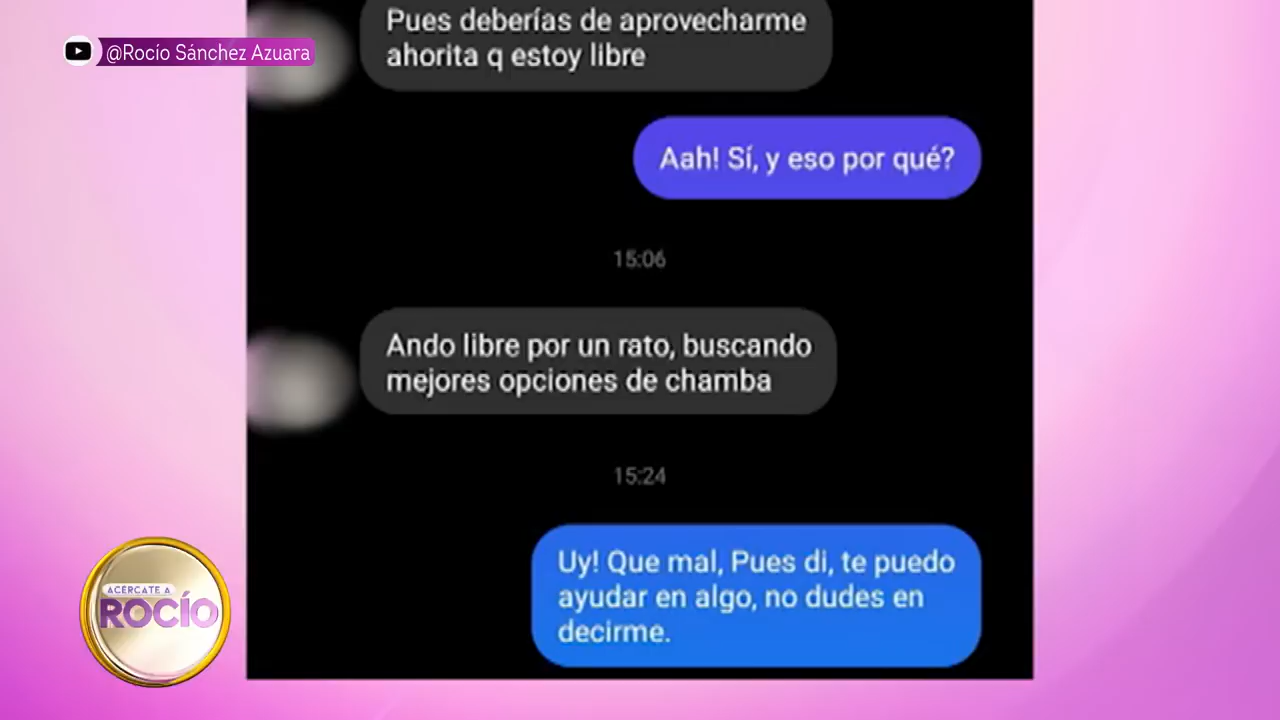 Pues deberías de aprovecharme
ahorita q estoy libre
@Rocío Sánchez Azuara
Aah! Sí, y eso por qué?
15:06
Ando libre por un rato, buscando
mejores opciones de chamba
15:24
Uy! Que mal, Pues di, te puedo
ayudar en algo, no dudes en
decirme.
ACÉRCATE A
ROCÍO